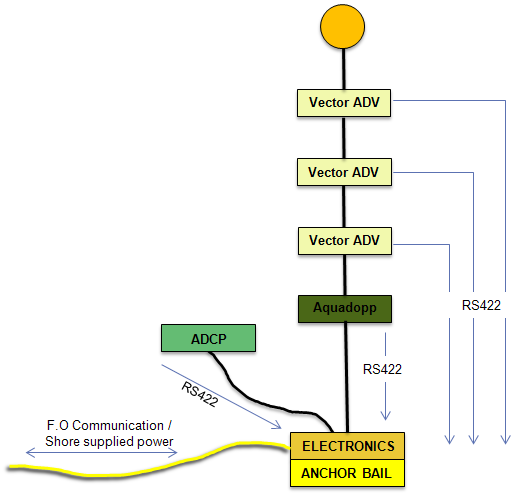 Vector ADV
Vector ADV
Vector ADV
RS422
Aquadopp
ADCP
RS422
RS422
F.O Communication /
Shore supplied power
ELECTRONICS
ANCHOR BAIL